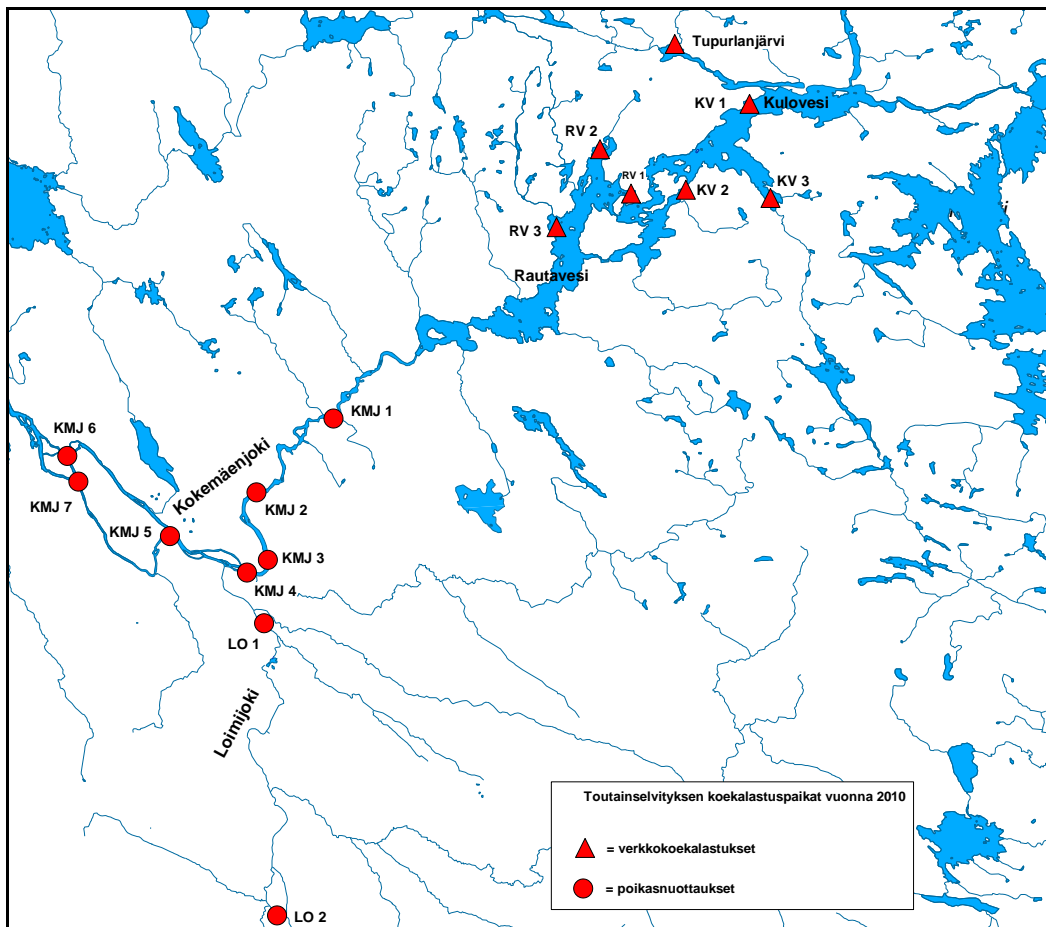 Tupurlanjärvi
KV 1
Kulovesi
RV 2
RV 1
KV 2
KV 3
RV 3
Rautavesi
KMJ 1
KMJ 6
Kokemäenjoki
KMJ 7
KMJ 2
KMJ 5
KMJ 3
KMJ 4
LO 1
Loimijoki
LO 2
Toutainselvityksen koekalastuspaikat vuonna 2010
= verkkokoekalastukset
= poikasnuottaukset